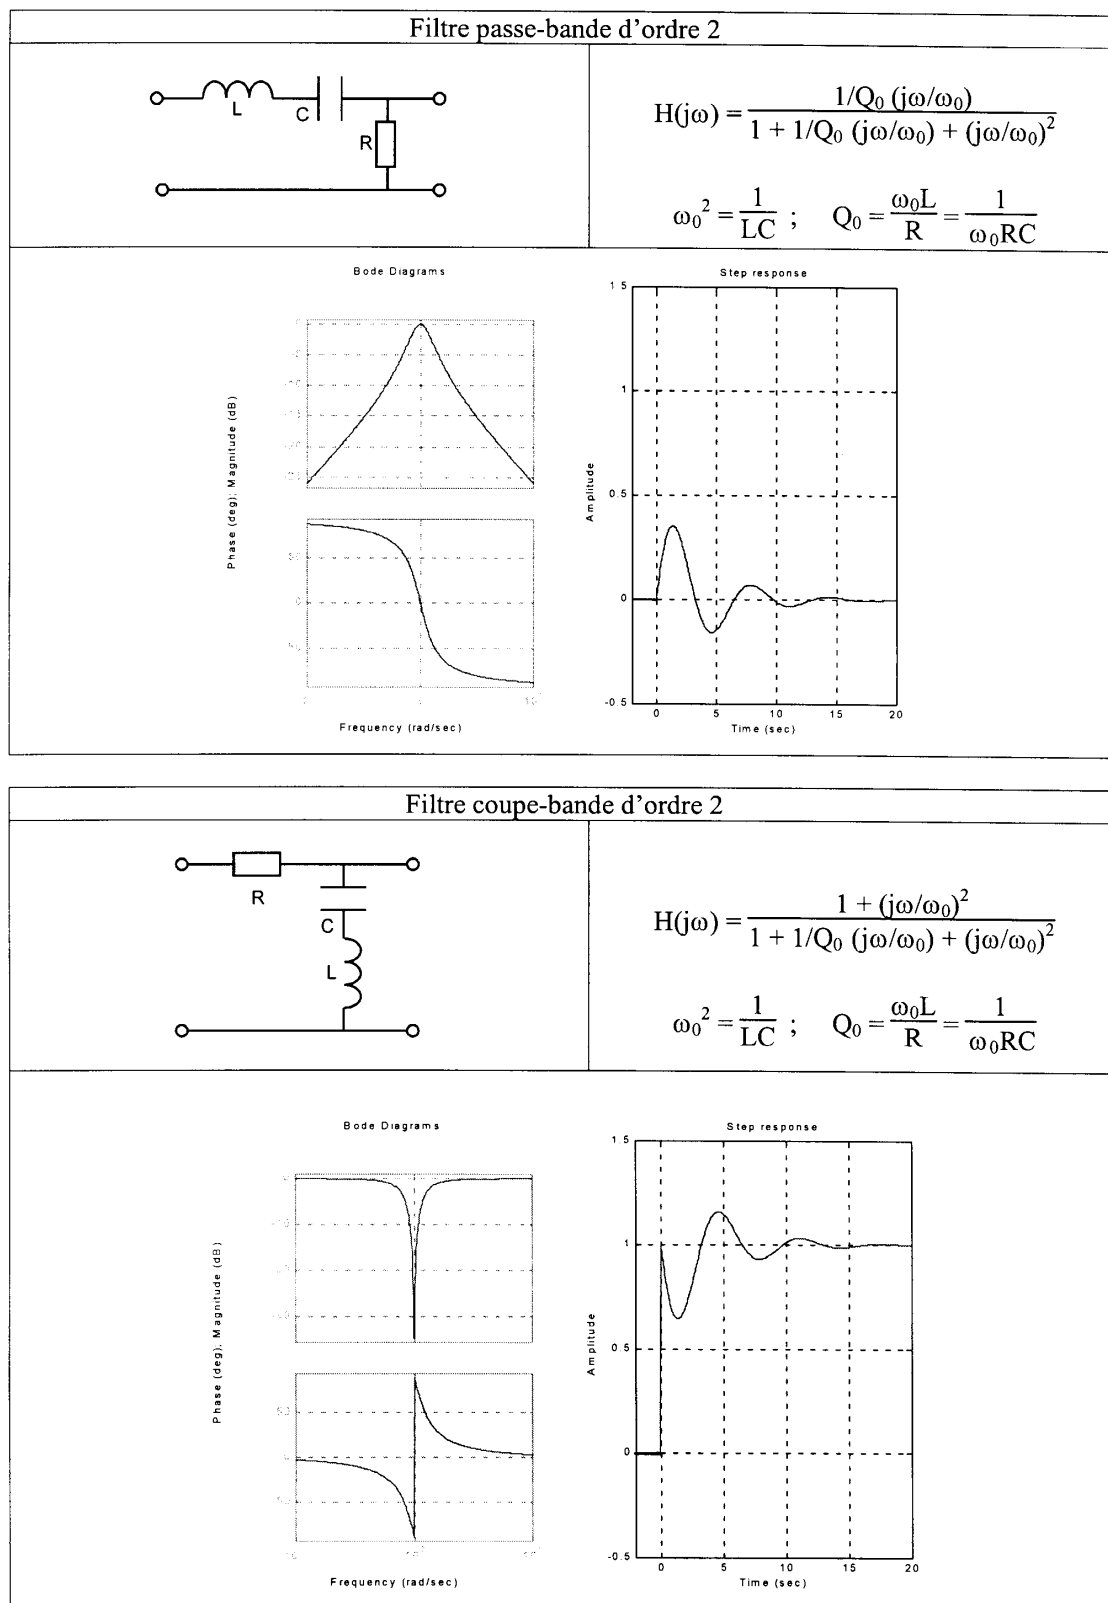 Filtre passe-bande d'ordre 2
L
C
R
H(jω) = 1/Q₀ (jω/ω₀) / 1 + 1/Q₀ (jω/ω₀) + (jω/ω₀)²
ω₀² = 1/LC ; Q₀ = ω₀L/R = 1/ω₀RC
Bode Diagrams
Phase (deg); Magnitude (dB)
Frequency (rad/sec)
Step response
1.5
1
0.5
0
-0.5
Amplitude
0 5 10 15 20
Time (sec)
Filtre coupe-bande d'ordre 2
R
C
L
H(jω) = 1 + (jω/ω₀)² / 1 + 1/Q₀ (jω/ω₀) + (jω/ω₀)²
ω₀² = 1/LC ; Q₀ = ω₀L/R = 1/ω₀RC
Bode Diagrams
Phase (deg); Magnitude (dB)
Frequency (rad/sec)
Step response
1.5
1
0.5
0
-0.5
Amplitude
0 5 10 15 20
Time (sec)